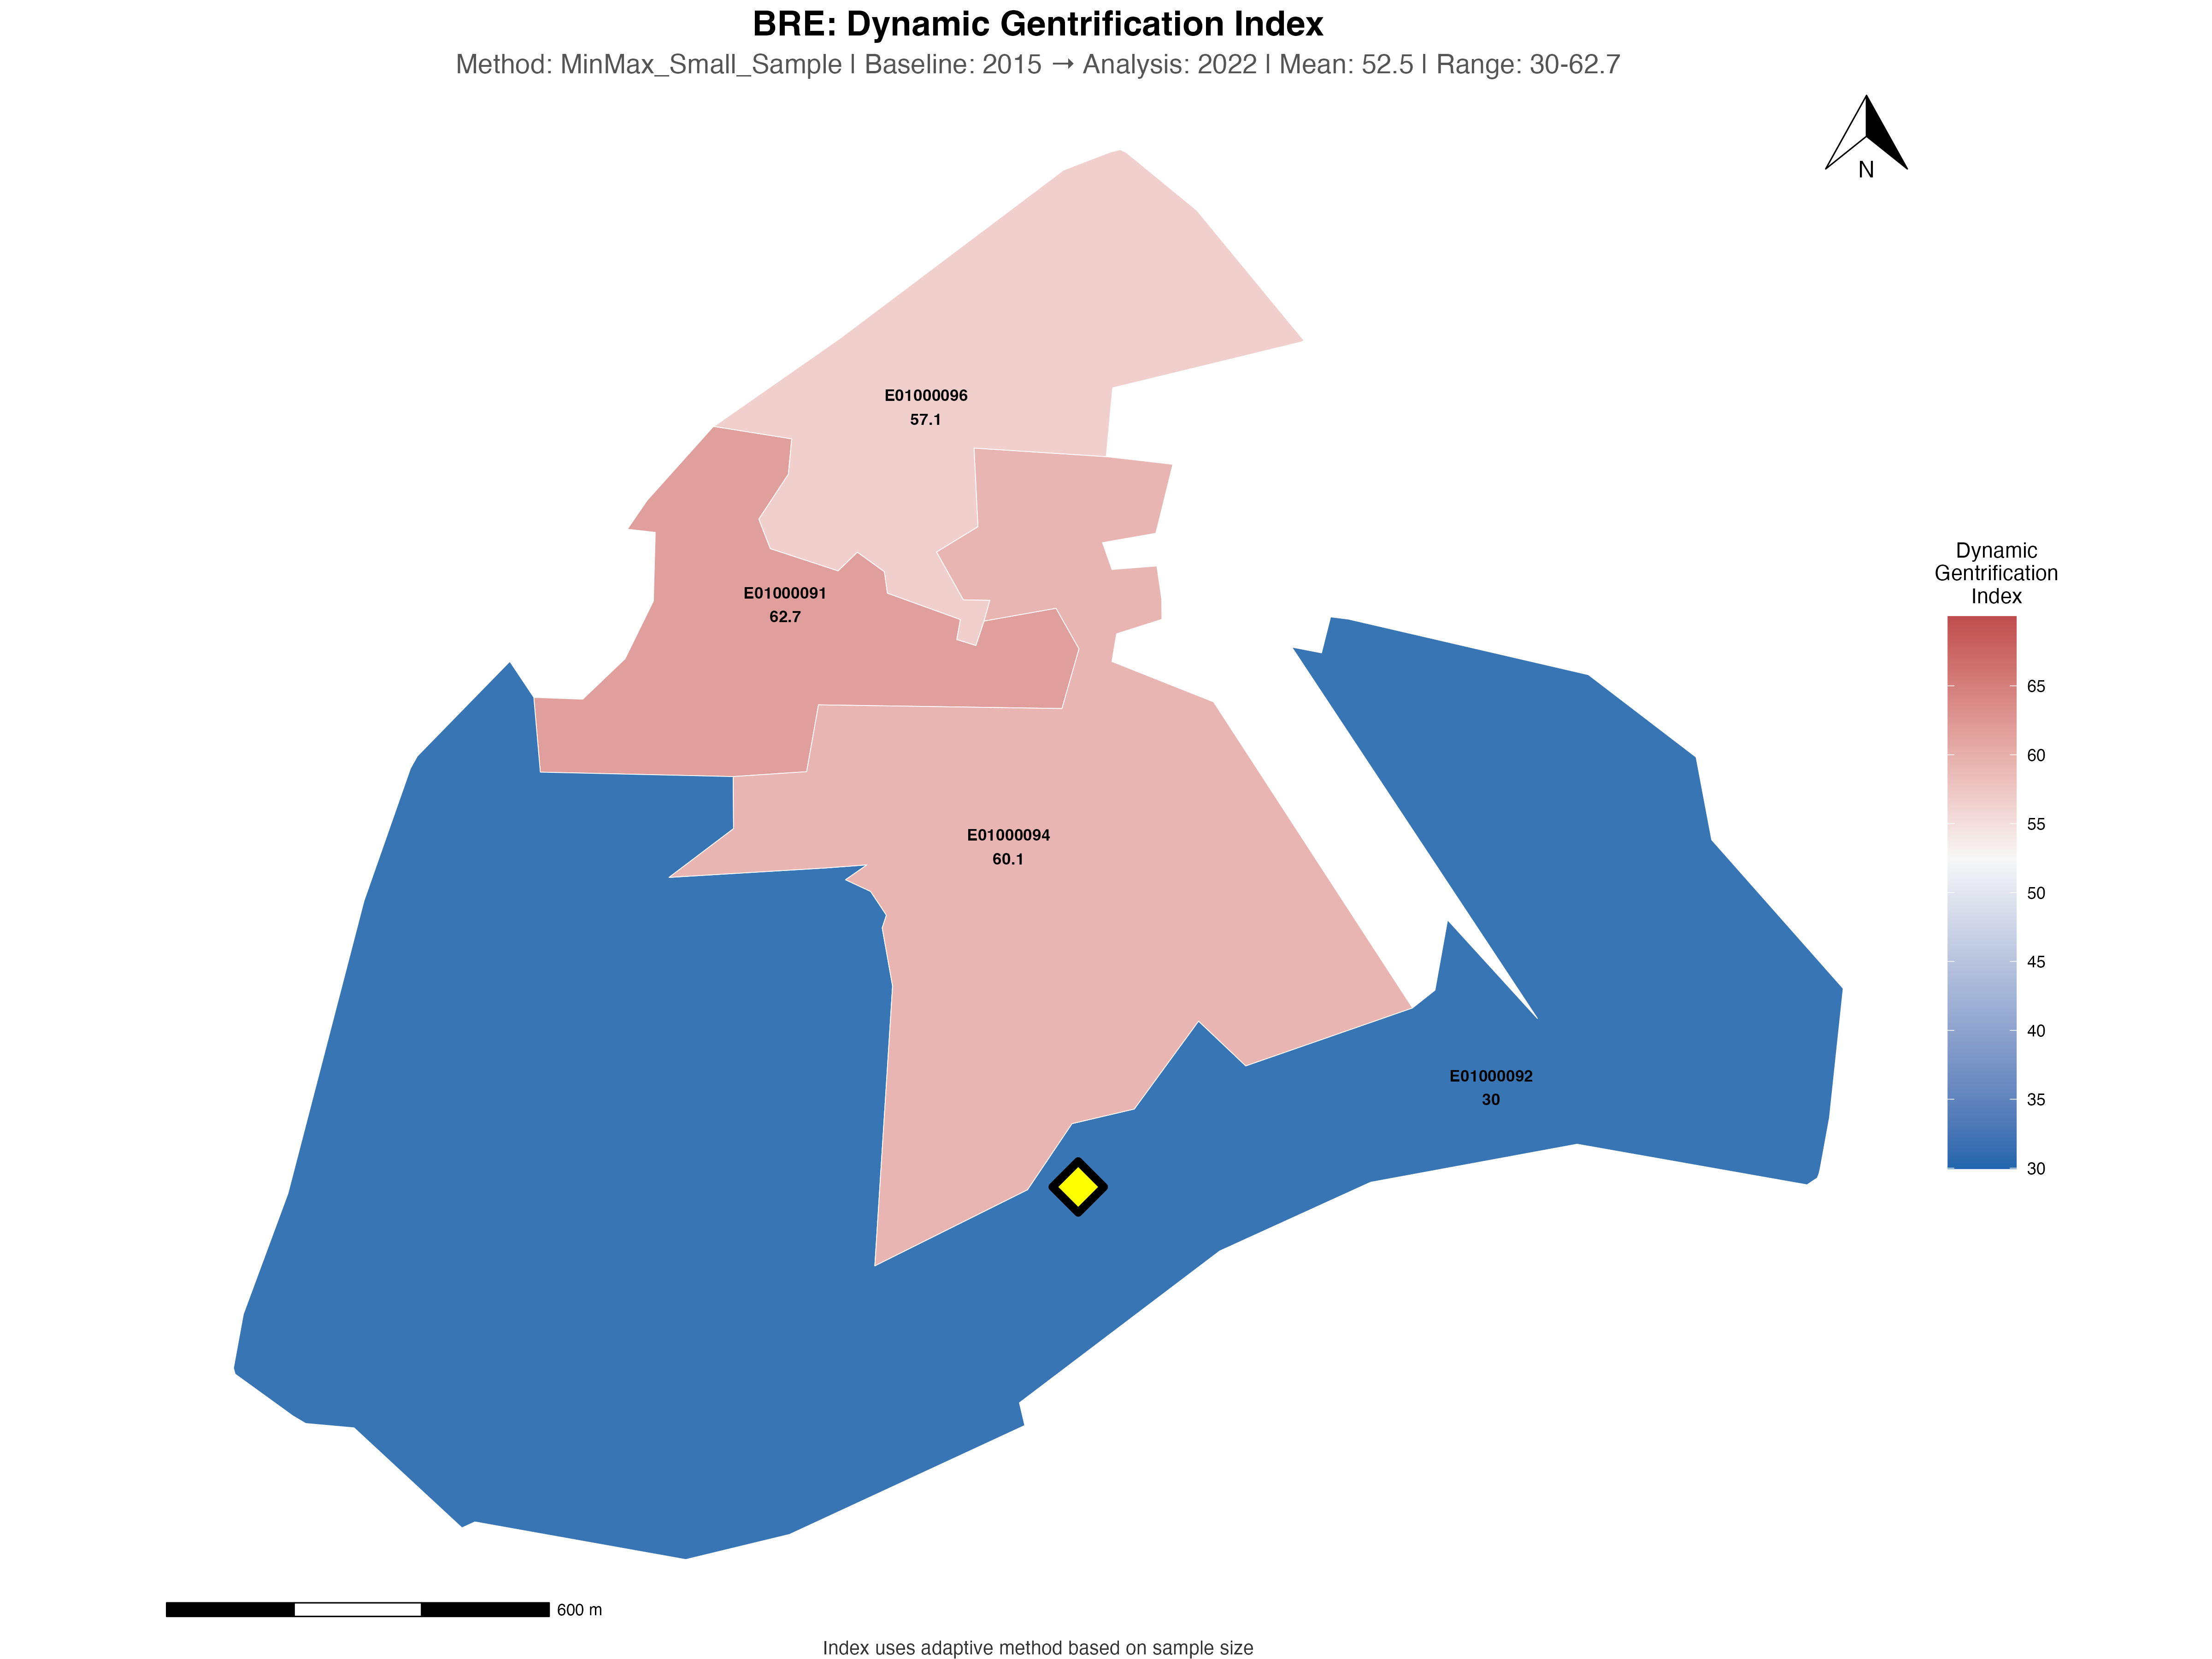 BRE: Dynamic Gentrification Index
Method: MinMax_Small_Sample | Baseline: 2015 → Analysis: 2022 | Mean: 52.5 | Range: 30-62.7
N
E01000096
57.1
E01000091
62.7
E01000094
60.1
E01000092
30
Dynamic
Gentrification
Index
65
60
55
50
45
40
35
30
600 m
Index uses adaptive method based on sample size